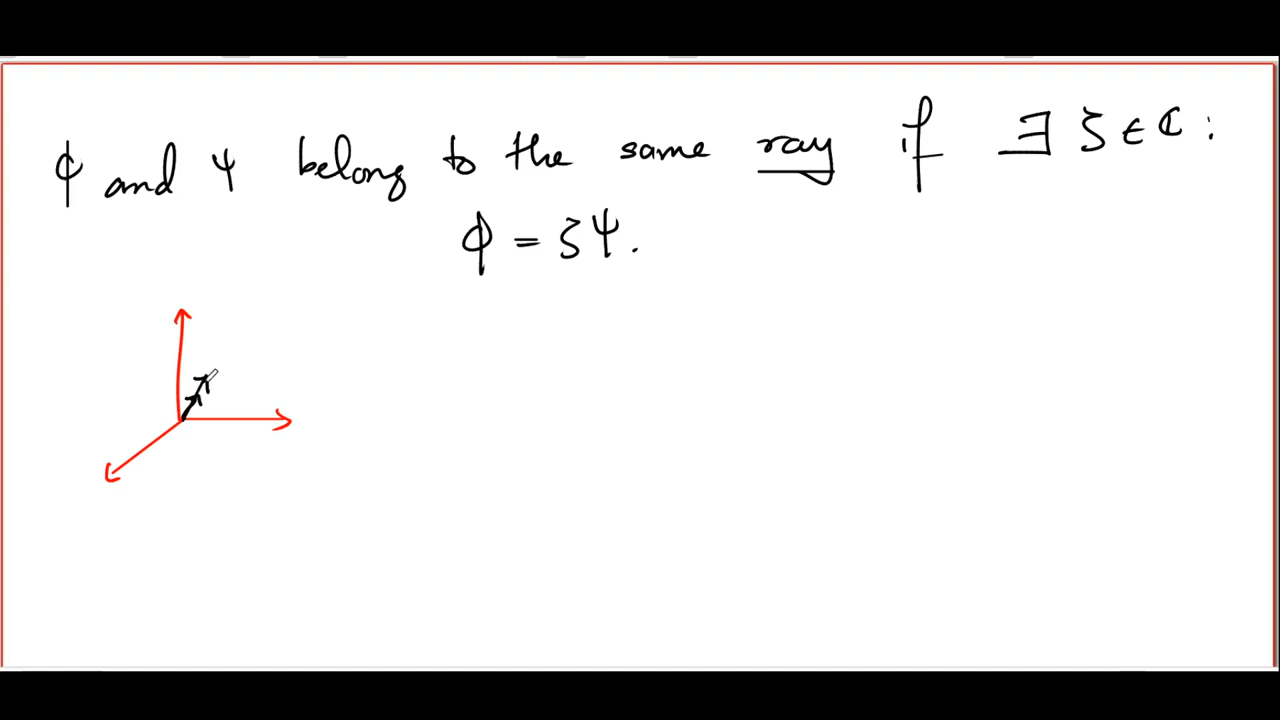 ϕ and ψ belong to the same ray if ∃ ζ ∈ ℂ :
ϕ = ζψ.